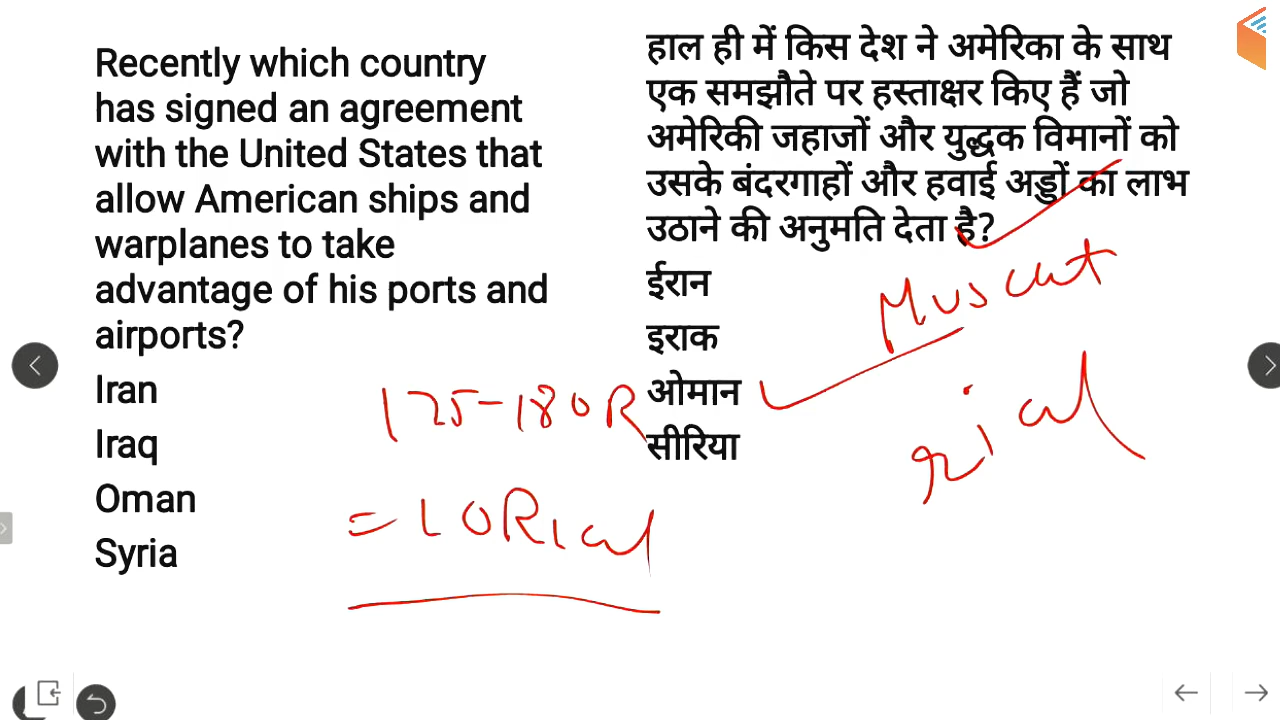 Recently which country
has signed an agreement
with the United States that
allow American ships and
warplanes to take
advantage of his ports and
airports?
Iran
Iraq
Oman
Syria
हाल ही में किस देश ने अमेरिका के साथ
एक समझौते पर हस्ताक्षर किए हैं जो
अमेरिकी जहाजों और युद्धक विमानों को
उसके बंदरगाहों और हवाई अड्डों का लाभ
उठाने की अनुमति देता है?
ईरान
इराक
ओमान
सीरिया
Muscat
rial
175-180R
= 1 ORial